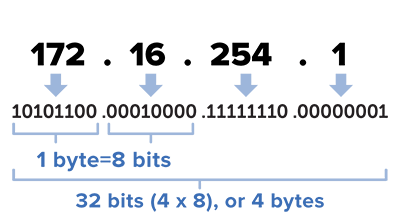 172 . 16 . 254 . 1
10101100 .00010000 .11111110 .00000001
1 byte=8 bits
32 bits (4 x 8), or 4 bytes